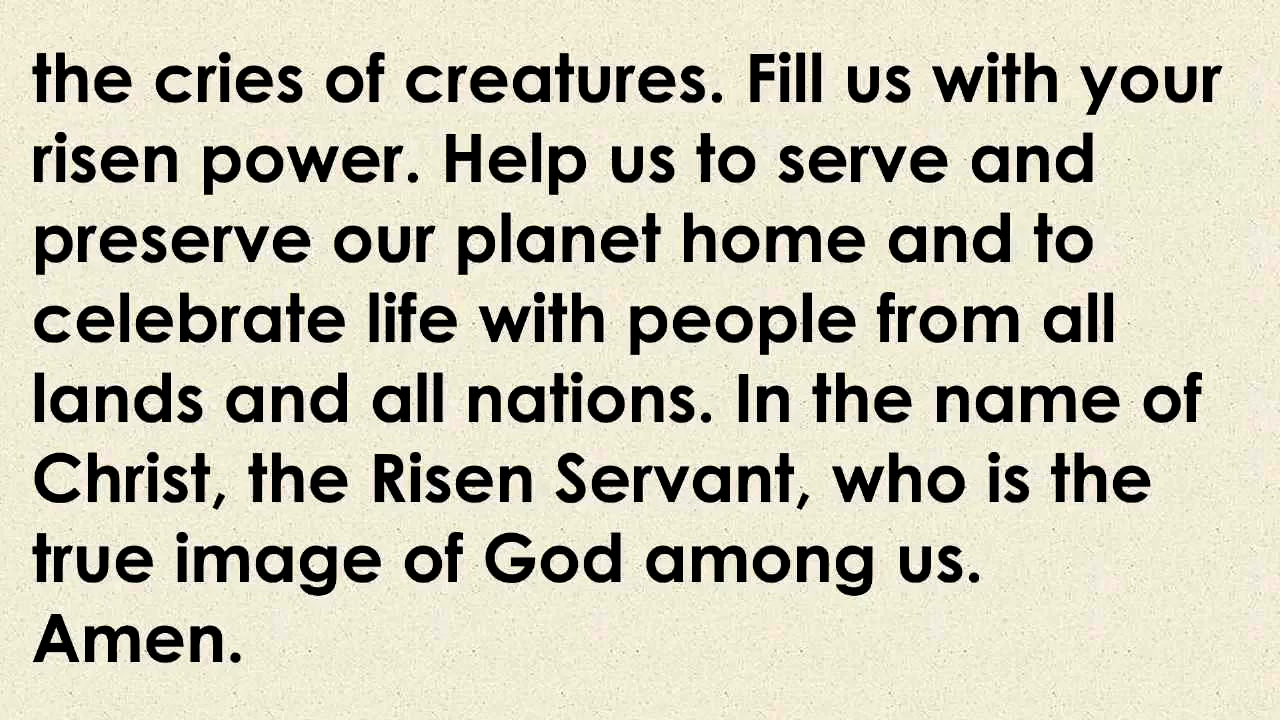 the cries of creatures. Fill us with your
risen power. Help us to serve and
preserve our planet home and to
celebrate life with people from all
lands and all nations. In the name of
Christ, the Risen Servant, who is the
true image of God among us.
Amen.